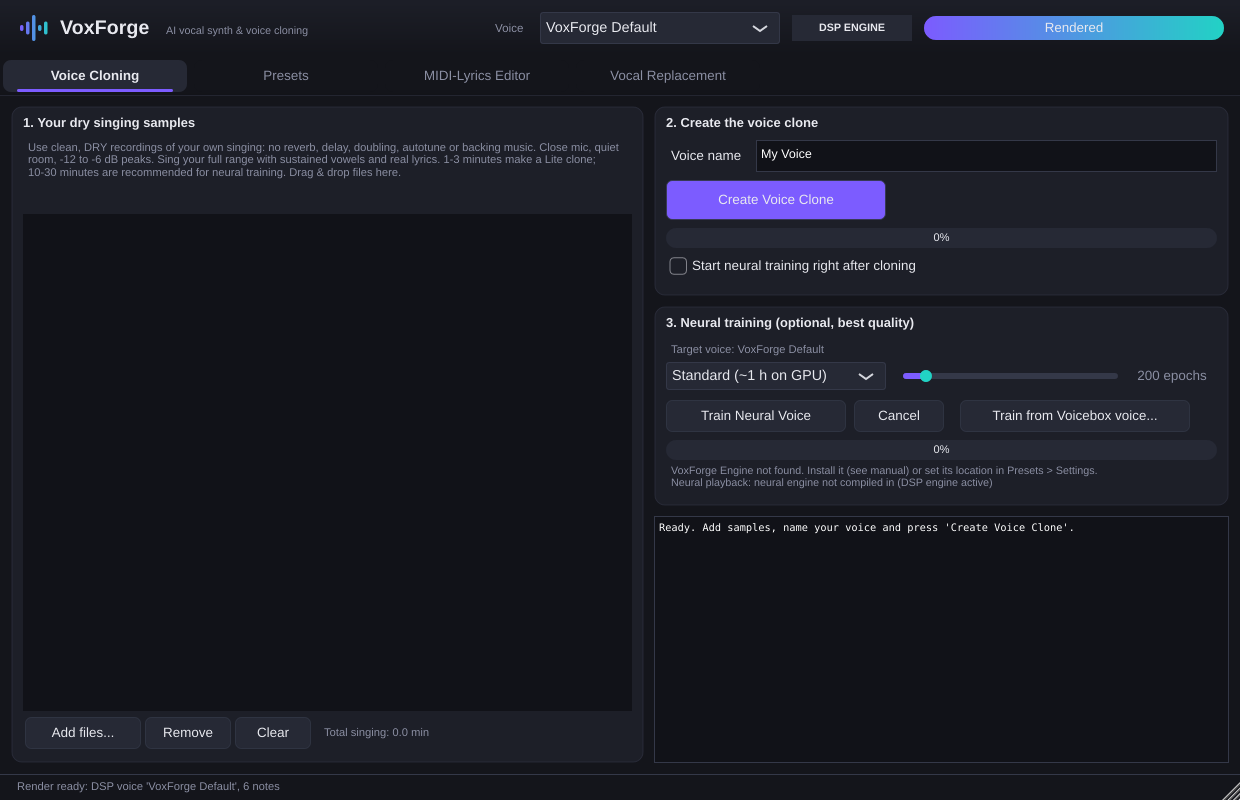 VoxForge
AI vocal synth & voice cloning
Voice
VoxForge Default
DSP ENGINE
Rendered
Voice Cloning
Presets
MIDI-Lyrics Editor
Vocal Replacement
1. Your dry singing samples
Use clean, DRY recordings of your own singing: no reverb, delay, doubling, autotune or backing music. Close mic, quiet
room, -12 to -6 dB peaks. Sing your full range with sustained vowels and real lyrics. 1-3 minutes make a Lite clone;
10-30 minutes are recommended for neural training. Drag & drop files here.
Add files...
Remove
Clear
Total singing: 0.0 min
2. Create the voice clone
Voice name
My Voice
Create Voice Clone
0%
Start neural training right after cloning
3. Neural training (optional, best quality)
Target voice: VoxForge Default
Standard (~1 h on GPU)
200 epochs
Train Neural Voice
Cancel
Train from Voicebox voice...
0%
VoxForge Engine not found. Install it (see manual) or set its location in Presets > Settings.
Neural playback: neural engine not compiled in (DSP engine active)
Ready. Add samples, name your voice and press 'Create Voice Clone'.
Render ready: DSP voice 'VoxForge Default', 6 notes